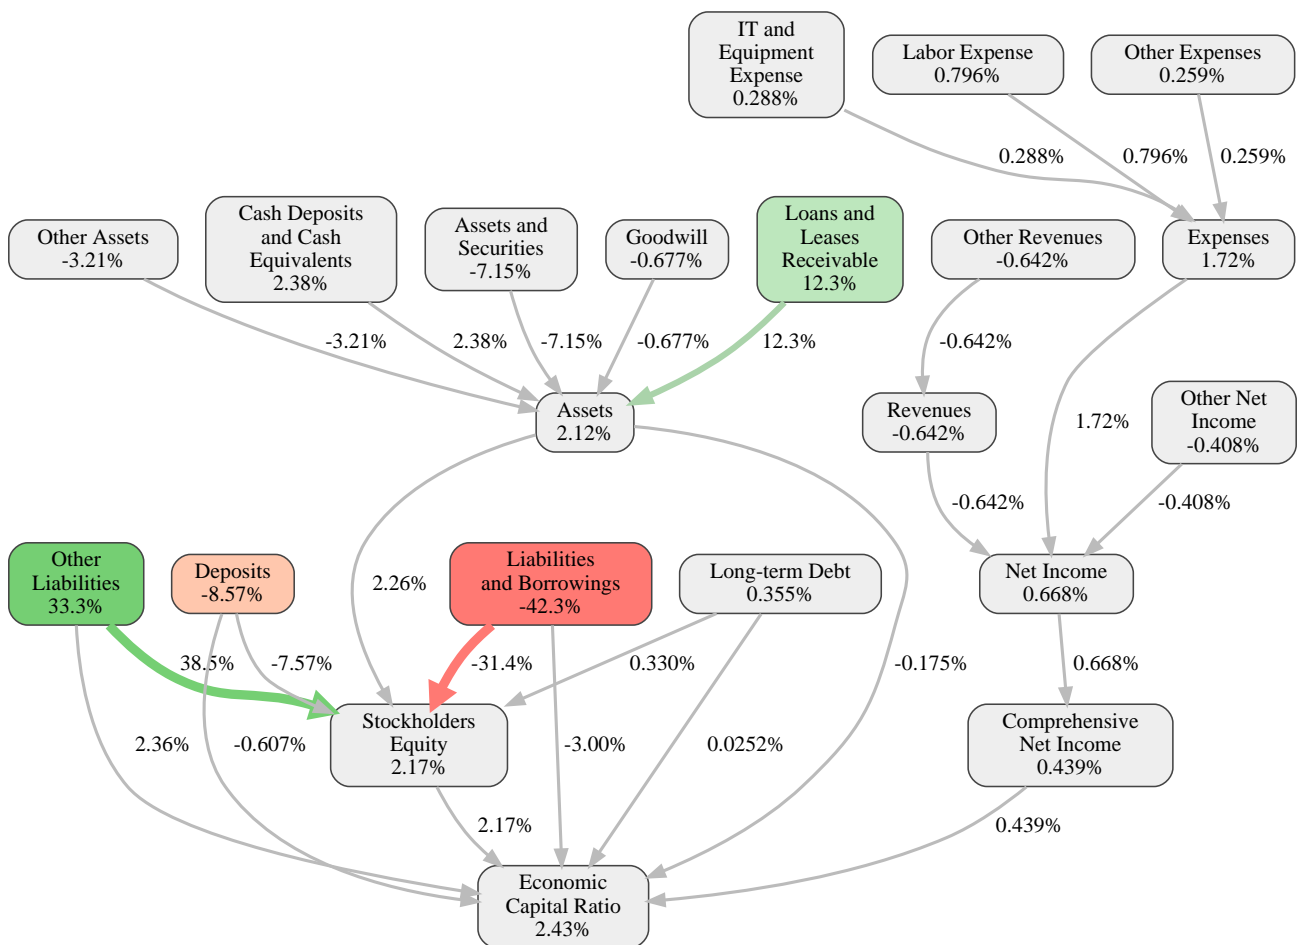 IT and
Equipment
Expense
0.288%
Labor Expense
0.796%
Other Expenses
0.259%
0.288%
0.796%
0.259%
Other Assets
-3.21%
Cash Deposits
and Cash
Equivalents
2.38%
Assets and
Securities
-7.15%
Goodwill
-0.677%
Loans and
Leases
Receivable
12.3%
Other Revenues
-0.642%
Expenses
1.72%
-3.21%
2.38%
-7.15%
-0.677%
12.3%
-0.642%
Assets
2.12%
Revenues
-0.642%
1.72%
Other Net
Income
-0.408%
-0.642%
-0.408%
Other
Liabilities
33.3%
Deposits
-8.57%
2.26%
Liabilities
and Borrowings
-42.3%
Long-term Debt
0.355%
Net Income
0.668%
38.5%
-7.57%
-31.4%
0.330%
-0.175%
0.668%
2.36%
-0.607%
Stockholders
Equity
2.17%
-3.00%
0.0252%
Comprehensive
Net Income
0.439%
2.17%
0.439%
Economic
Capital Ratio
2.43%